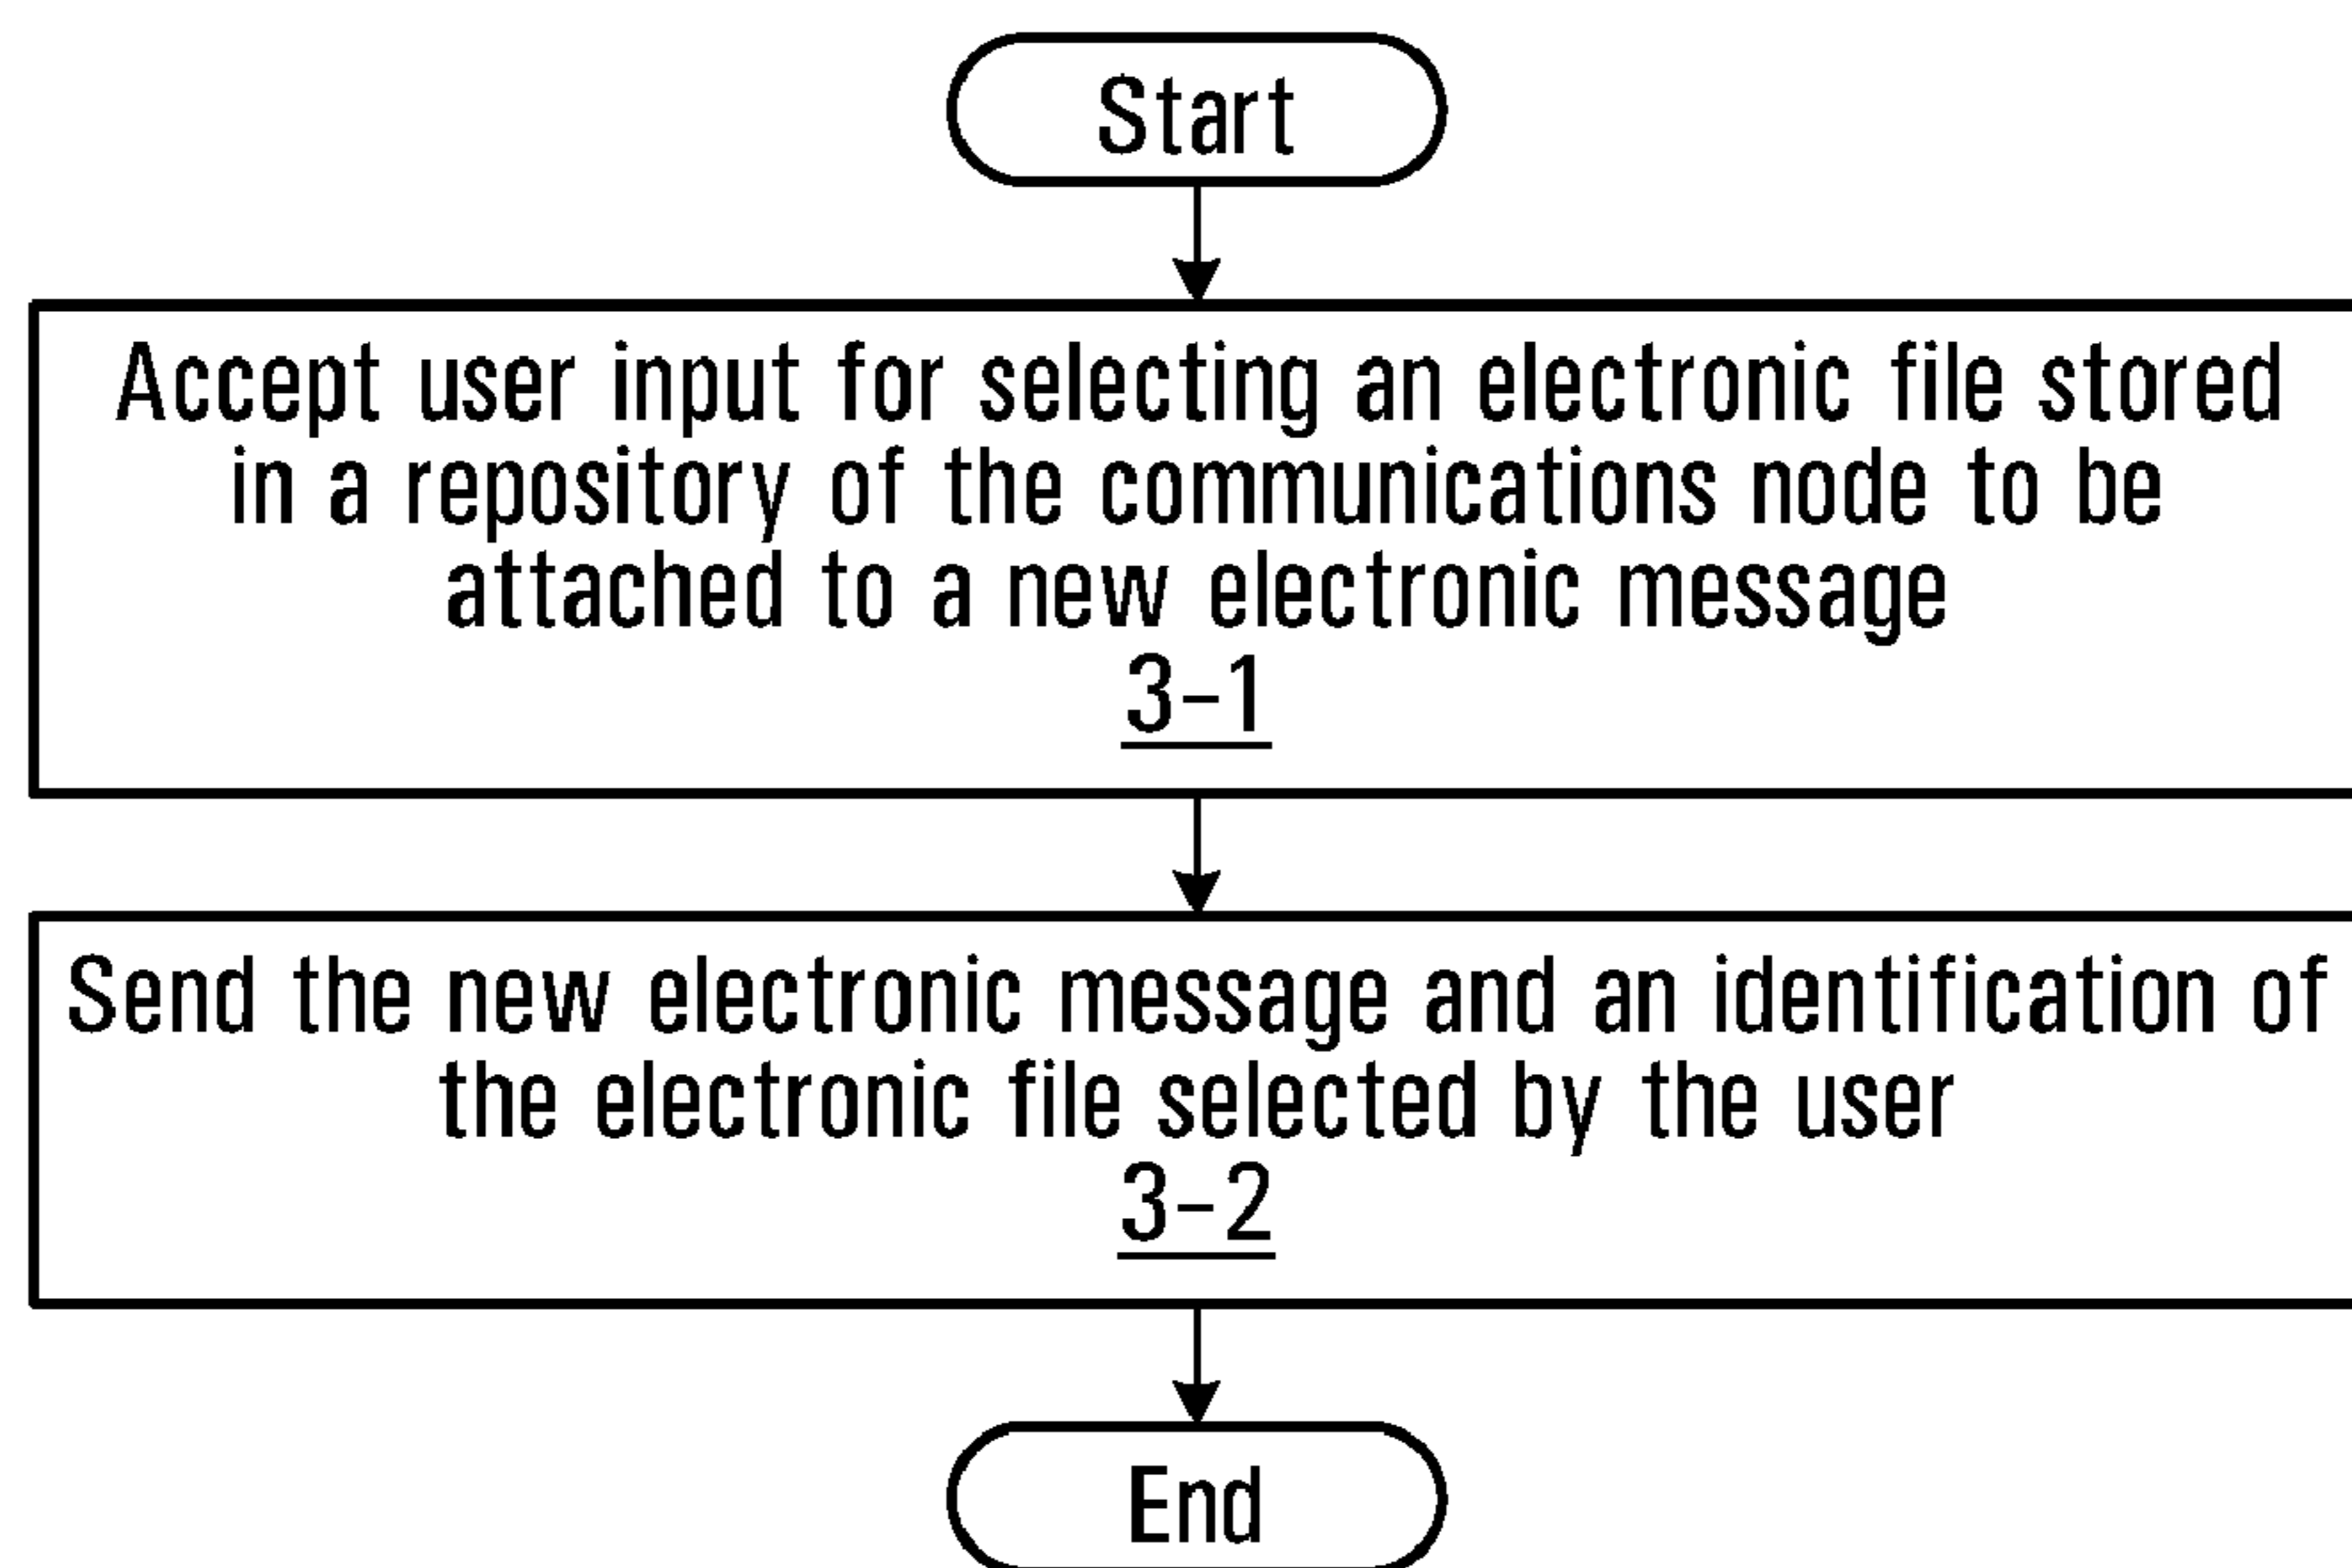 Start
Accept user input for selecting an electronic file stored
in a repository of the communications node to be
attached to a new electronic message
3-1
Send the new electronic message and an identification of
the electronic file selected by the user
3-2
End